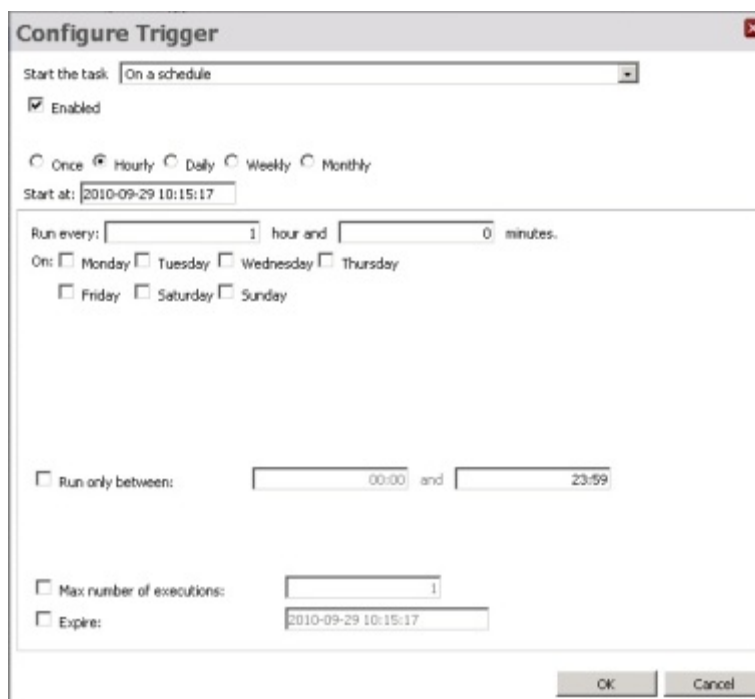 Configure Trigger
Start the task On a schedule
Enabled
Once Hourly Daily Weekly Monthly
Start at: 2010-09-29 10:15:17
Run every: 1 hour and 0 minutes.
On: Monday Tuesday Wednesday Thursday
Friday Saturday Sunday
Run only between: 00:00 and 23:59
Max number of executions: 1
Expire: 2010-09-29 10:15:17
OK Cancel